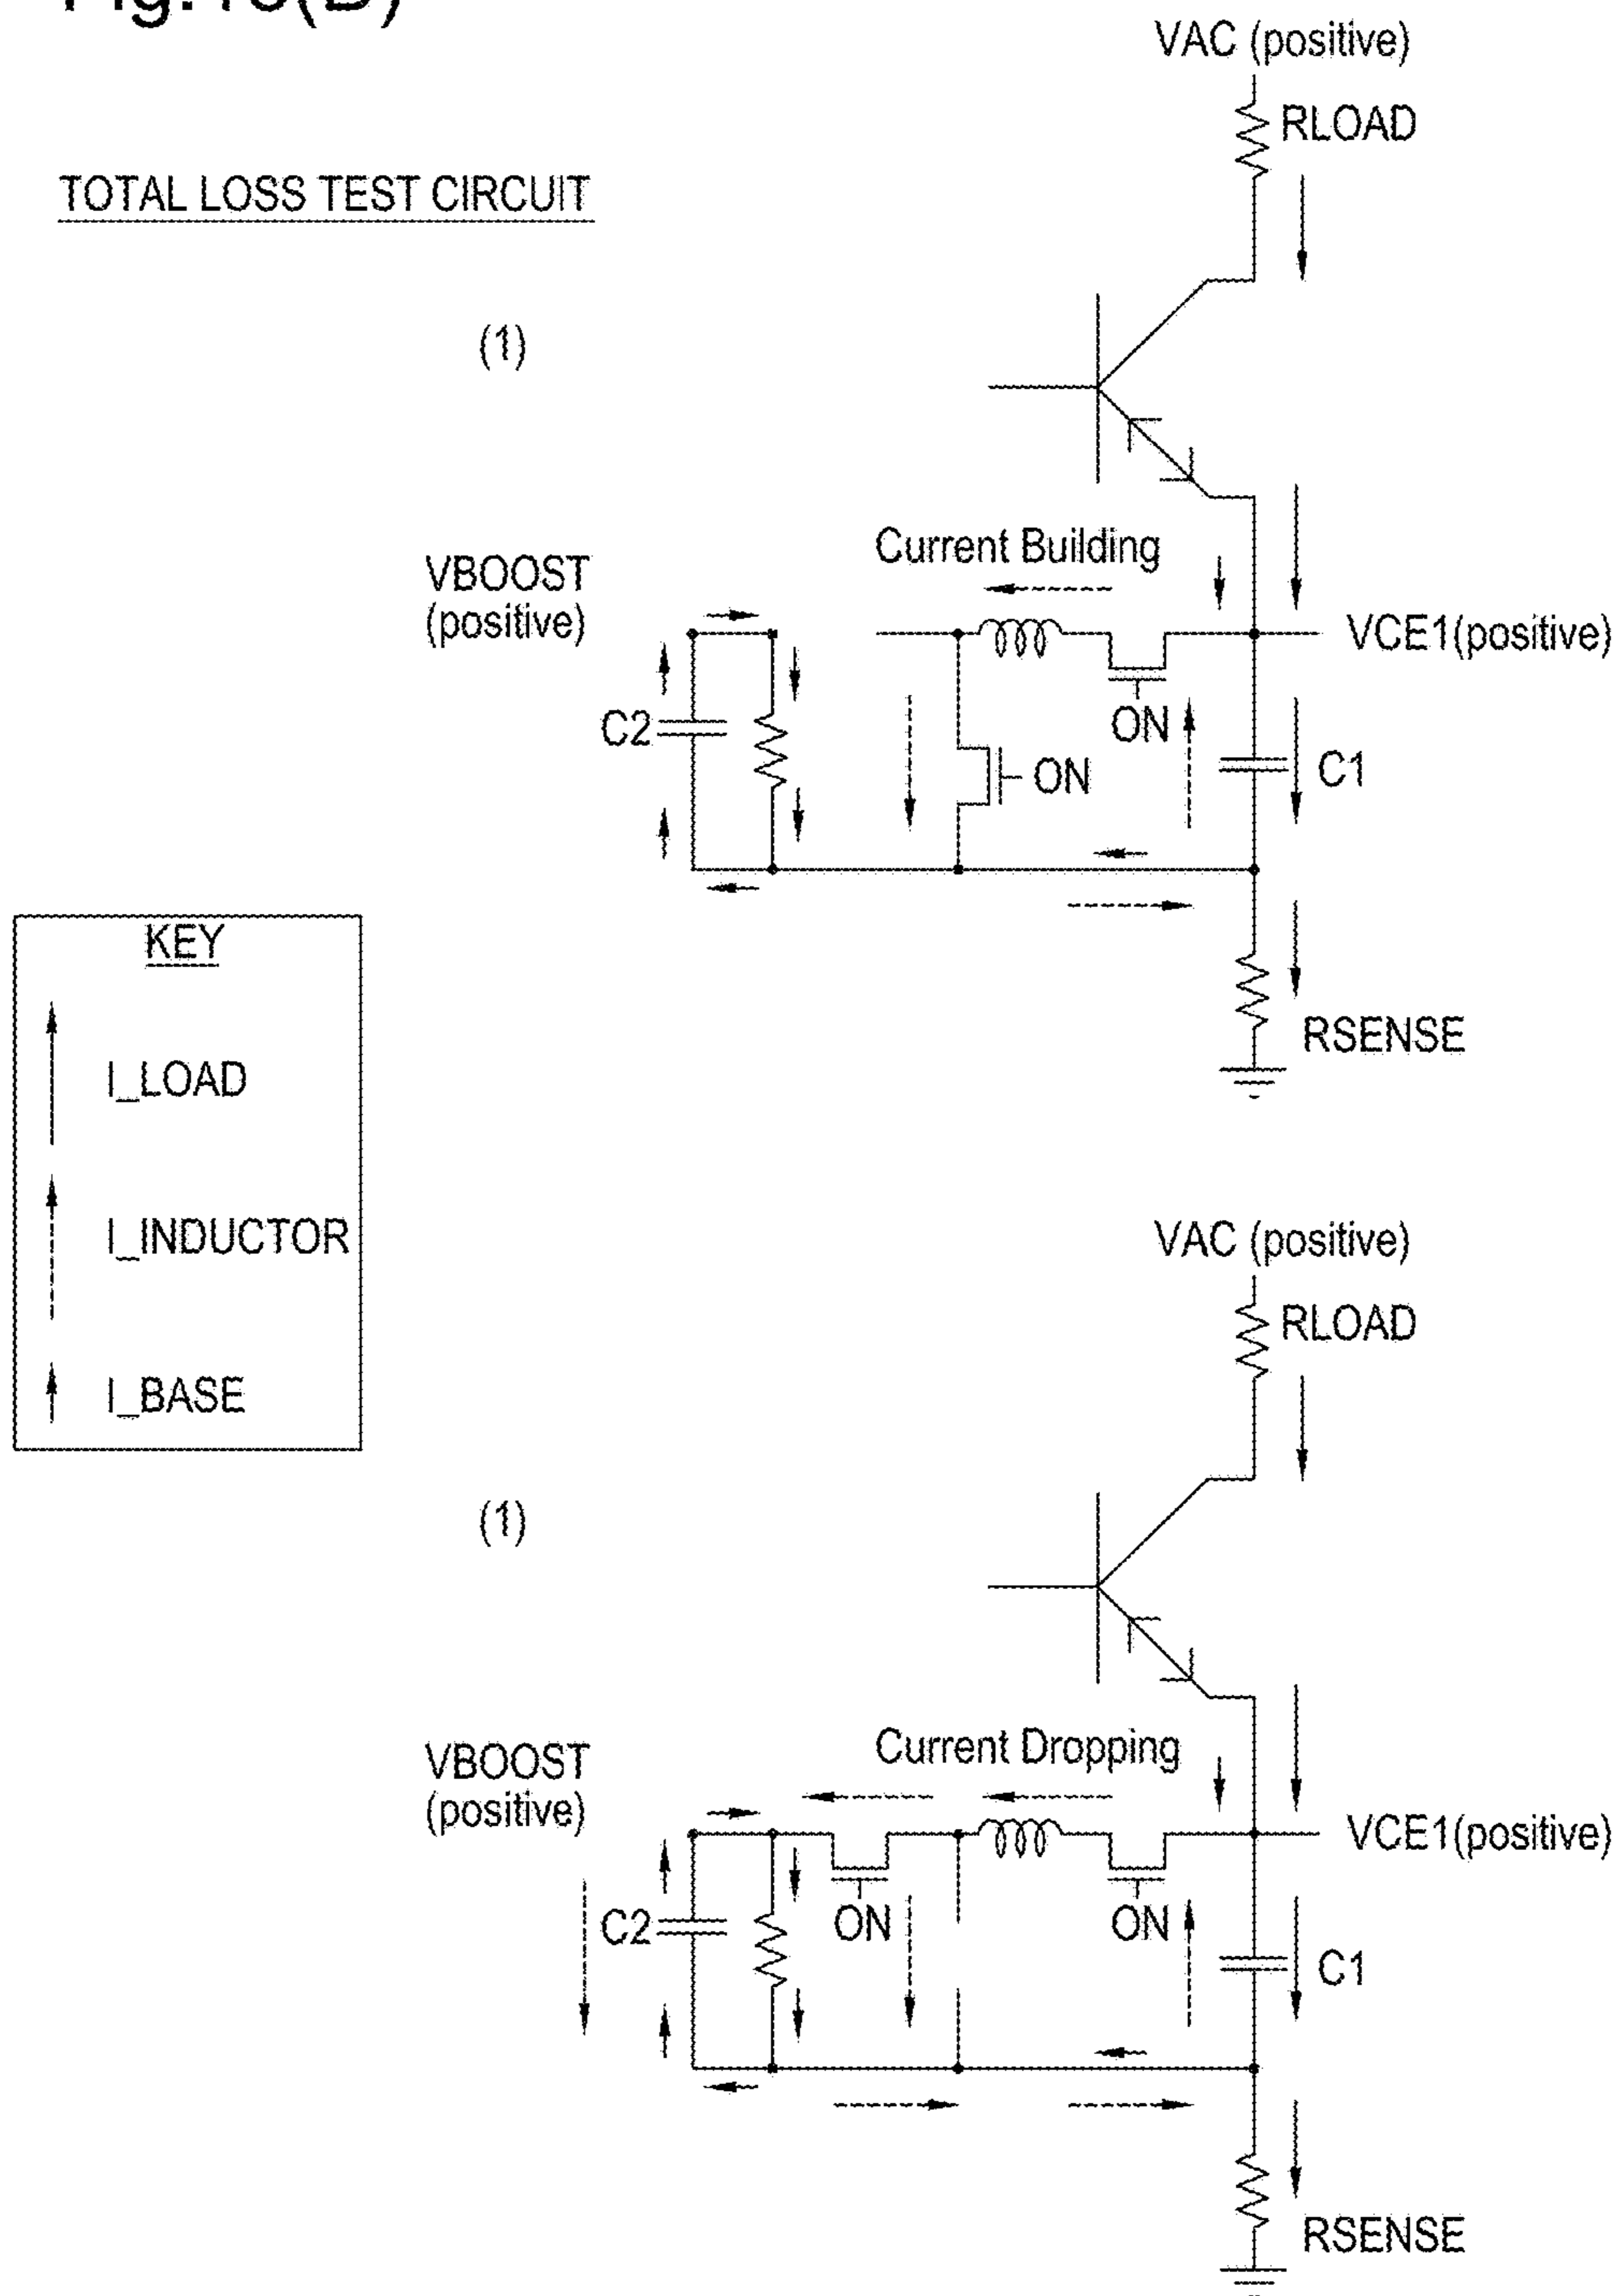 TOTAL LOSS TEST CIRCUIT
VAC (positive)
RLOAD
(1)
Current Building
VBOOST
(positive)
VCE1(positive)
C2
ON
ON
C1
RSENSE
KEY
I_LOAD
I_INDUCTOR
I_BASE
VAC (positive)
RLOAD
(1)
Current Dropping
VBOOST
(positive)
VCE1(positive)
C2
ON
ON
C1
RSENSE